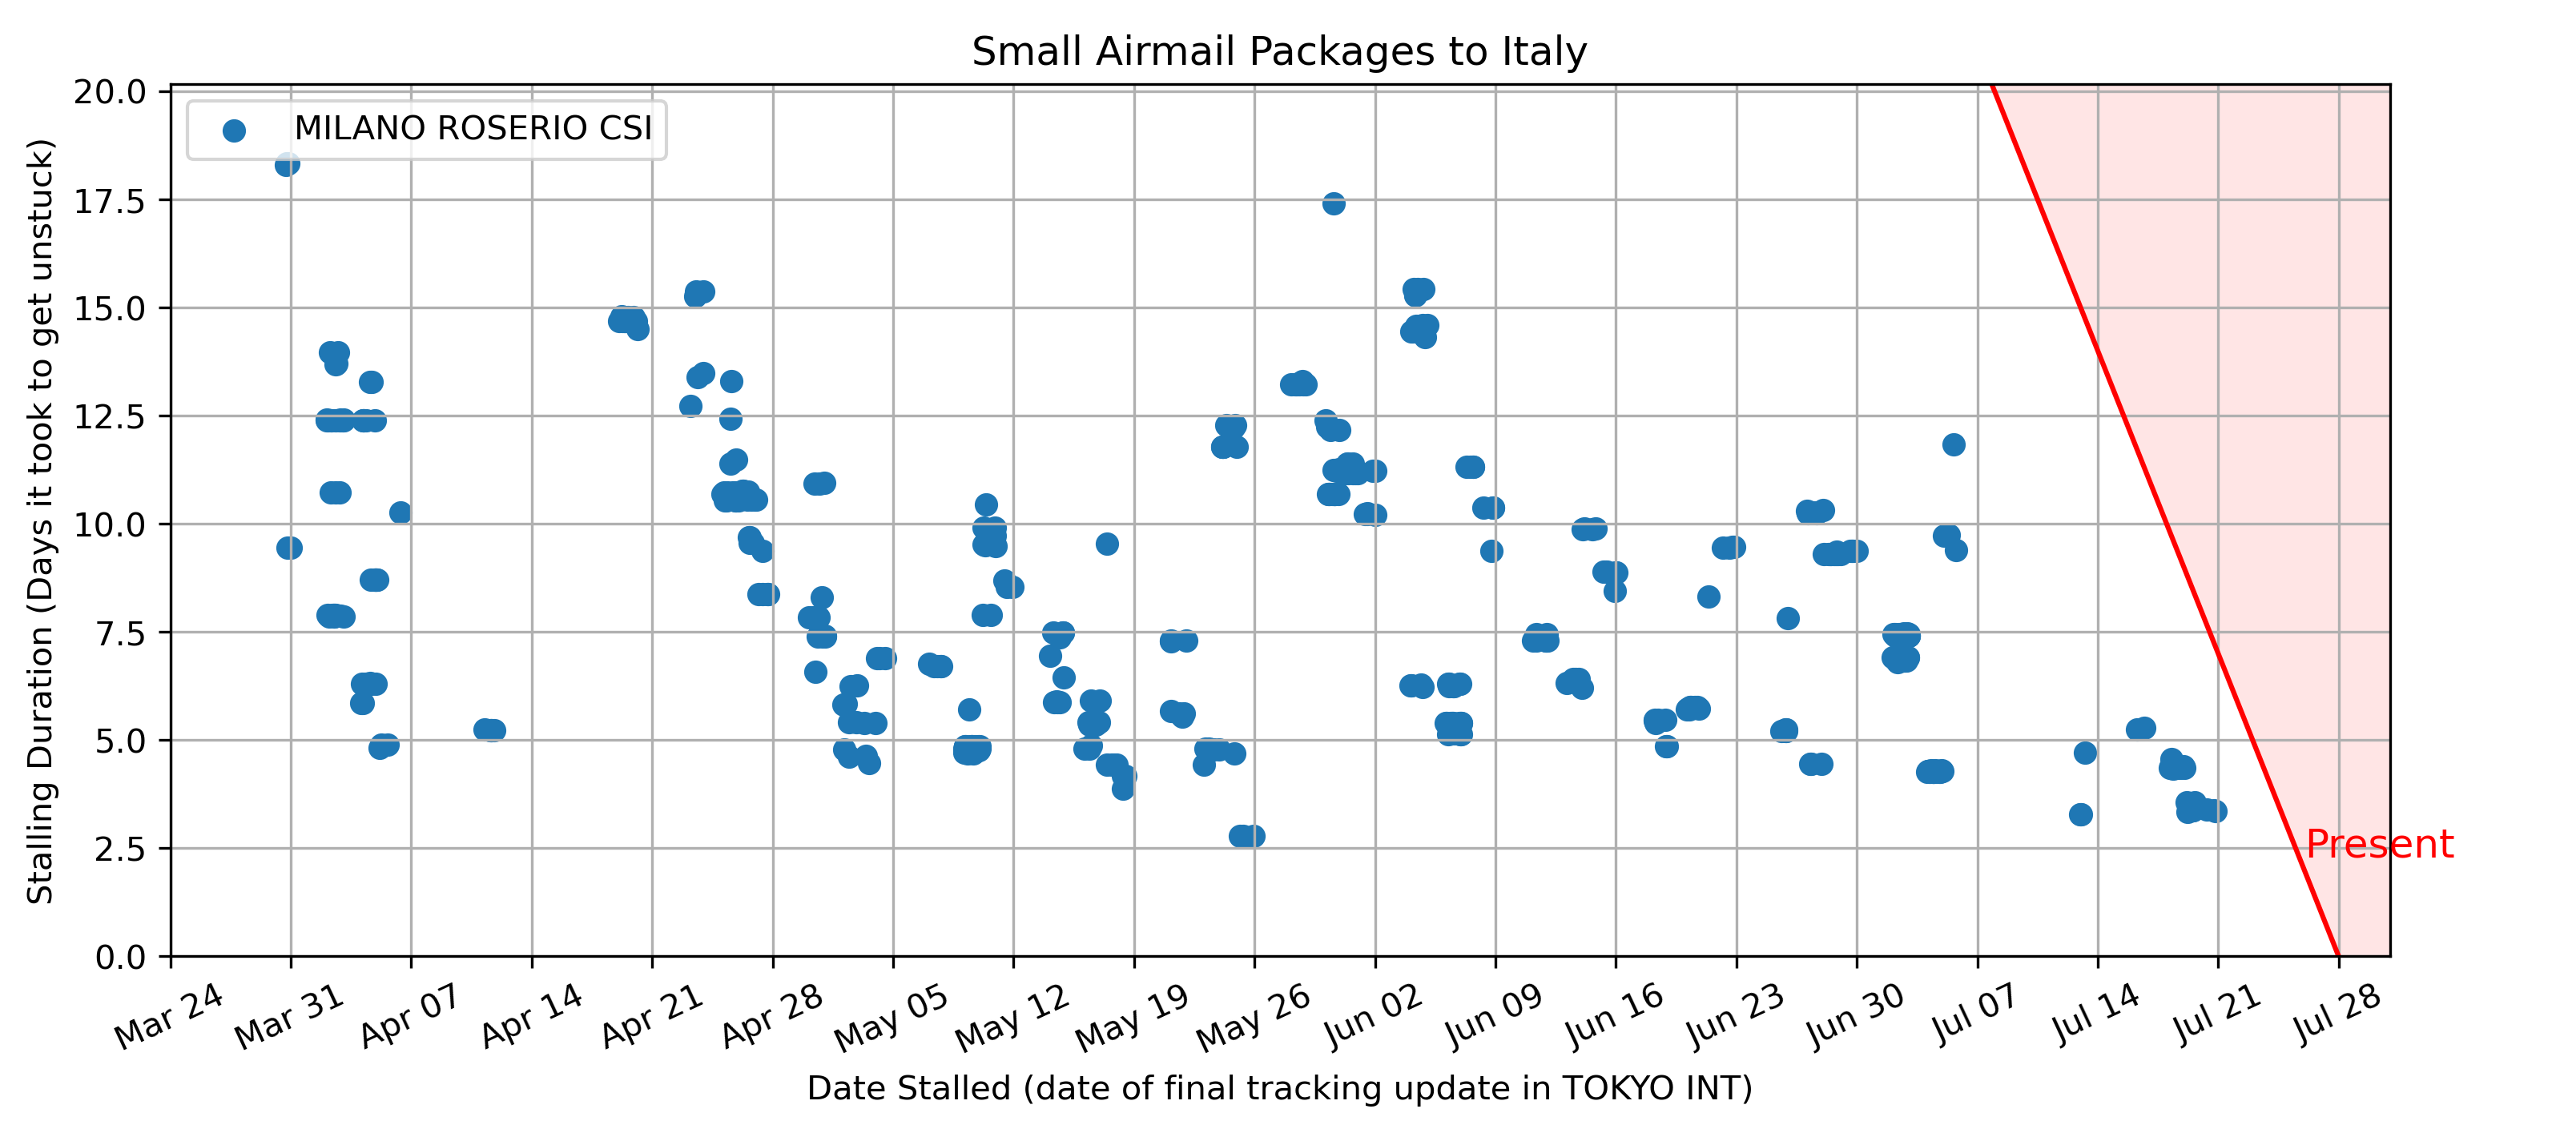 Small Airmail Packages to Italy
MILANO ROSERIO CSI
Stalling Duration (Days it took to get unstuck)
20.0
17.5
15.0
12.5
10.0
7.5
5.0
2.5
0.0
Present
Mar 24 Mar 31 Apr 07 Apr 14 Apr 21 Apr 28 May 05 May 12 May 19 May 26 Jun 02 Jun 09 Jun 16 Jun 23 Jun 30 Jul 07 Jul 14 Jul 21 Jul 28
Date Stalled (date of final tracking update in TOKYO INT)